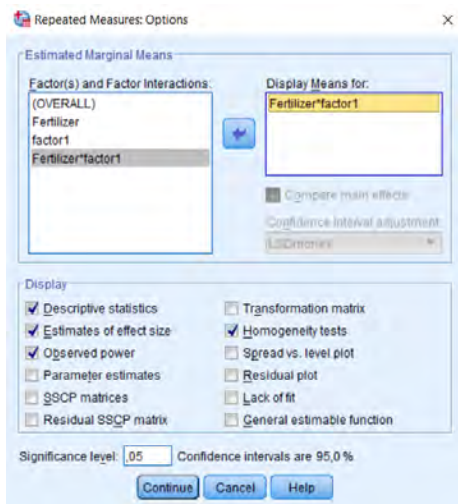 Repeated Measures: Options
Estimated Marginal Means
Factor(s) and Factor Interactions:
(OVERALL)
Fertilizer
factor1
Fertilizer*factor1
Display Means for:
Fertilizer*factor1
Compare main effects
Confidence interval adjustment
LSD(none)
Display
Descriptive statistics
Estimates of effect size
Observed power
Parameter estimates
SSCP matrices
Residual SSCP matrix
Transformation matrix
Homogeneity tests
Spread vs. level plot
Residual plot
Lack of fit
General estimable function
Significance level: ,05 Confidence intervals are 95,0 %
Continue Cancel Help